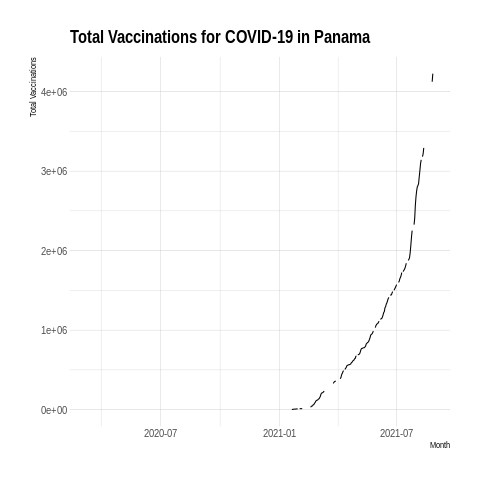 Total Vaccinations for COVID-19 in Panama
Total Vaccinations
4e+06
3e+06
2e+06
1e+06
0e+00
2020-07
2021-01
2021-07
Month